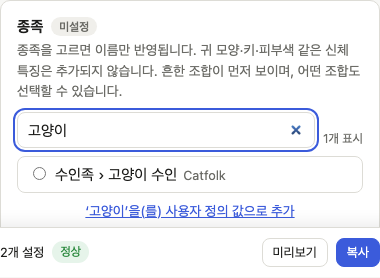 종족 미설정
종족을 고르면 이름만 반영됩니다. 귀 모양·키·피부색 같은 신체
특징은 추가되지 않습니다. 흔한 조합이 먼저 보이며, 어떤 조합도
선택할 수 있습니다.
고양이 ×
1개 표시
수인족 › 고양이 수인 Catfolk
‘고양이’을(를) 사용자 정의 값으로 추가
2개 설정 정상 미리보기 복사